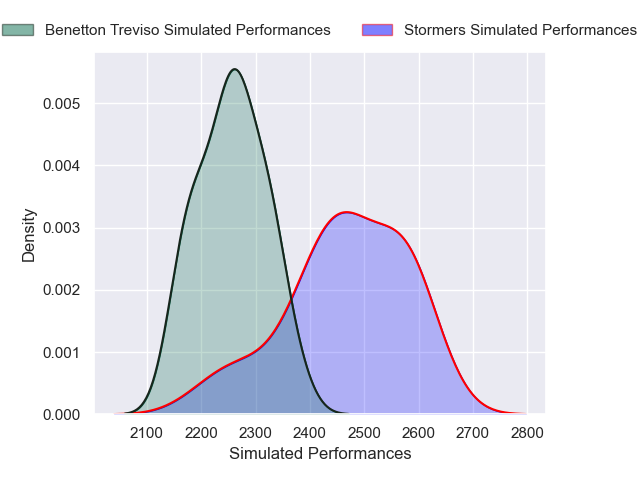 Benetton Treviso Simulated Performances Stormers Simulated Performances
0.005
0.004
0.003
0.002
0.001
0.000
Density
2100 2200 2300 2400 2500 2600 2700 2800
Simulated Performances